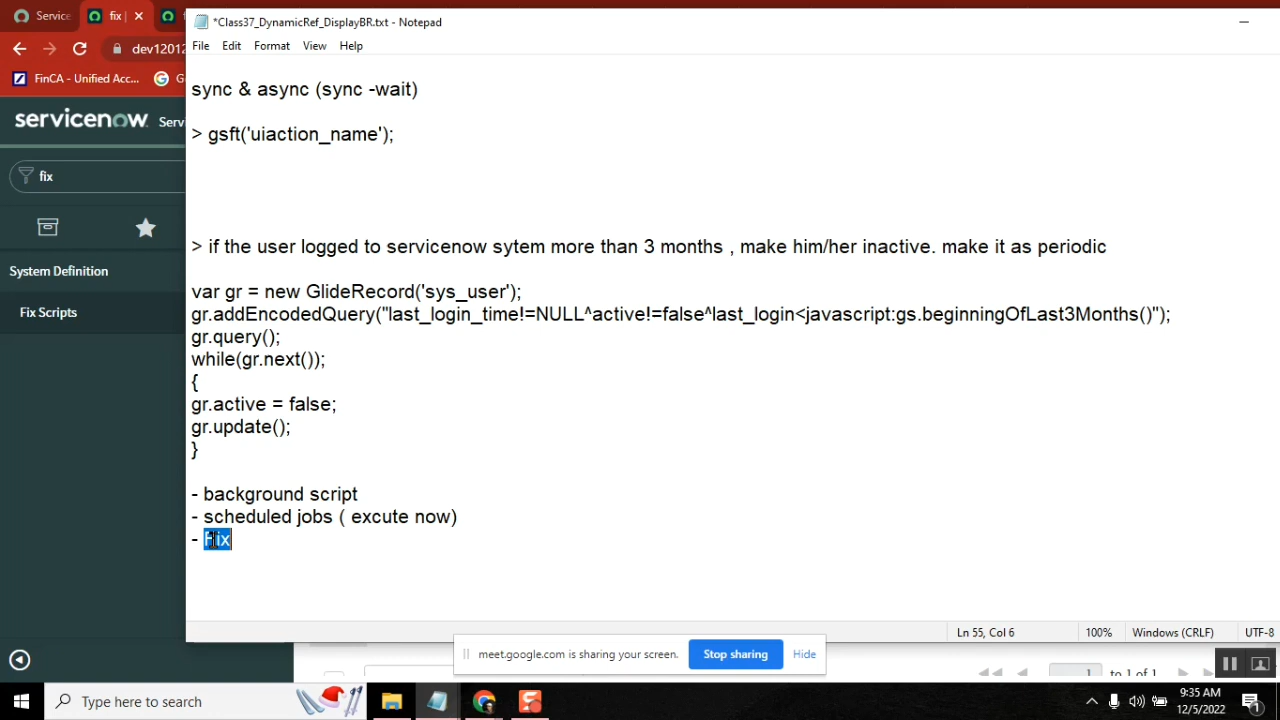 Service
fix
f
*Class37_DynamicRef_DisplayBR.txt - Notepad
dev12012
File Edit Format View Help
FinCA - Unified Acc...
G
servicenow. Serv
fix
System Definition
Fix Scripts
sync & async (sync -wait)
> gsft('uiaction_name');
> if the user logged to servicenow sytem more than 3 months , make him/her inactive. make it as periodic
var gr = new GlideRecord('sys_user');
gr.addEncodedQuery("last_login_time!=NULL^active!=false^last_login<javascript:gs.beginningOfLast3Months()");
gr.query();
while(gr.next());
{
gr.active = false;
gr.update();
}
- background script
- scheduled jobs ( excute now)
- Fix
Ln 55, Col 6 100% Windows (CRLF) UTF-8
meet.google.com is sharing your screen. Stop sharing Hide
1 to 1 of 1
Type here to search
9:35 AM
12/5/2022
1